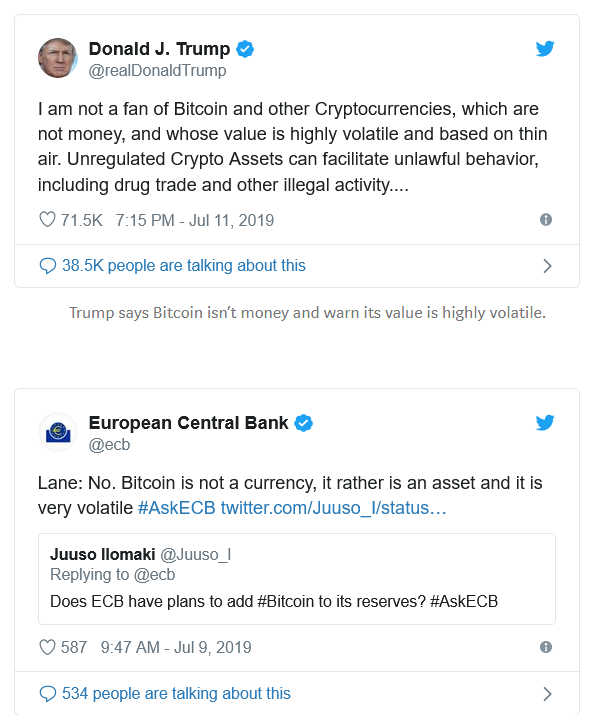 Donald J. Trump
@realDonaldTrump
I am not a fan of Bitcoin and other Cryptocurrencies, which are
not money, and whose value is highly volatile and based on thin
air. Unregulated Crypto Assets can facilitate unlawful behavior,
including drug trade and other illegal activity....
71.5K 7:15 PM - Jul 11, 2019
38.5K people are talking about this
Trump says Bitcoin isn’t money and warn its value is highly volatile.
European Central Bank
@ecb
Lane: No. Bitcoin is not a currency, it rather is an asset and it is
very volatile #AskECB twitter.com/Juuso_I/status…
Juuso Ilomaki @Juuso_I
Replying to @ecb
Does ECB have plans to add #Bitcoin to its reserves? #AskECB
587 9:47 AM - Jul 9, 2019
534 people are talking about this